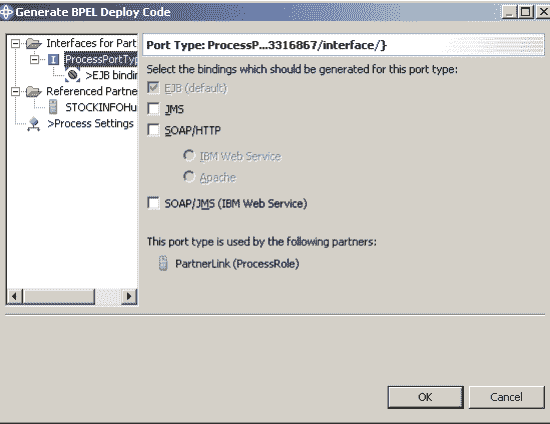 Generate BPEL Deploy Code
Interfaces for Part
ProcessPortTyp
>EJB bindin
Referenced Partne
STOCKINFOHu
>Process Settings
Port Type: ProcessP...3316867/interface/}
Select the bindings which should be generated for this port type:
EJB (default)
JMS
SOAP/HTTP
IBM Web Service
Apache
SOAP/JMS (IBM Web Service)
This port type is used by the following partners:
PartnerLink (ProcessRole)
OK
Cancel